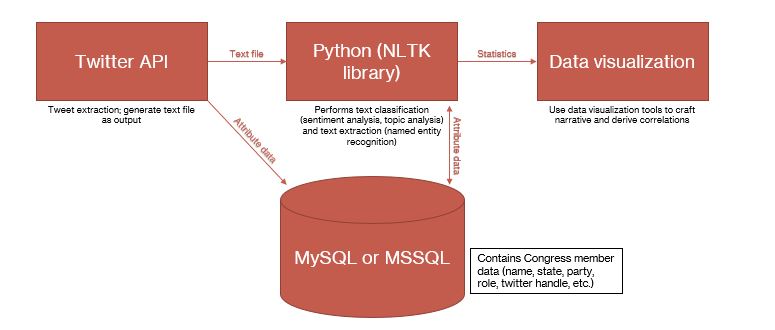 Twitter API
Text file
Python (NLTK
library)
Statistics
Data visualization
Tweet extraction; generate text file
as output
Performs text classification
(sentiment analysis, topic analysis)
and text extraction (named entity
recognition)
Use data visualization tools to craft
narrative and derive correlations
Attribute data
Attribute data
MySQL or MSSQL
Contains Congress member
data (name, state, party,
role, twitter handle, etc.)